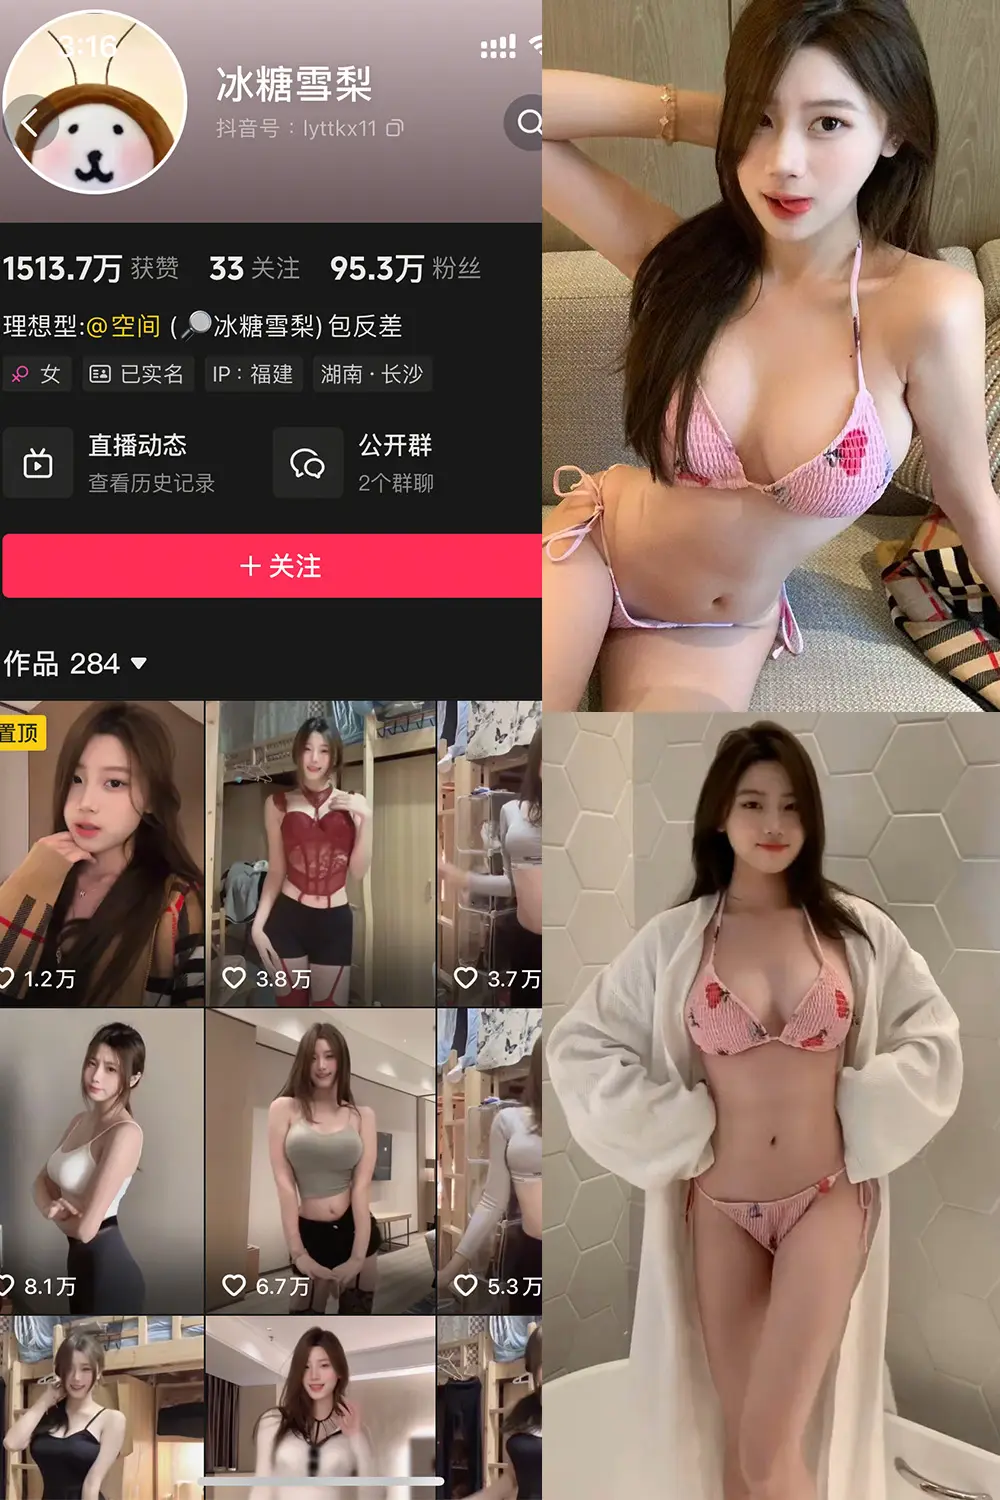 3:16
冰糖雪梨
抖音号：lyttkx11
1513.7万 获赞 33 关注 95.3万 粉丝
理想型:@空间 (🔎冰糖雪梨) 包反差
女 已实名 IP：福建 湖南·长沙
直播动态 公开群
查看历史记录 2个群聊
+ 关注
作品 284
置顶
1.2万 3.8万 3.7万
8.1万 6.7万 5.3万